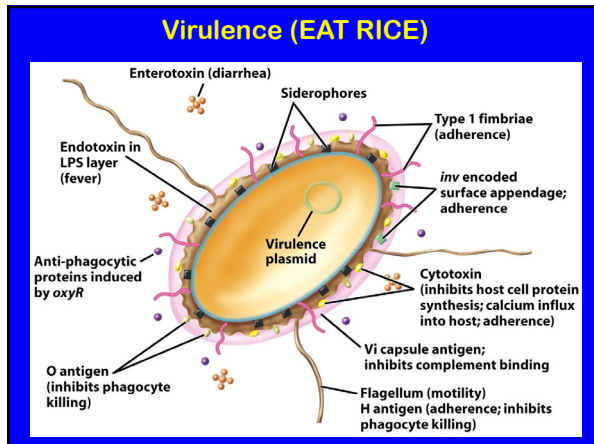 Virulence (EAT RICE)
Enterotoxin (diarrhea)
Siderophores
Type 1 fimbriae
(adherence)
Endotoxin in
LPS layer
(fever)
inv encoded
surface appendage;
adherence
Virulence
plasmid
Anti-phagocytic
proteins induced
by oxyR
Cytotoxin
(inhibits host cell protein
synthesis; calcium influx
into host; adherence)
Vi capsule antigen;
inhibits complement binding
O antigen
(inhibits phagocyte
killing)
Flagellum (motility)
H antigen (adherence; inhibits
phagocyte killing)